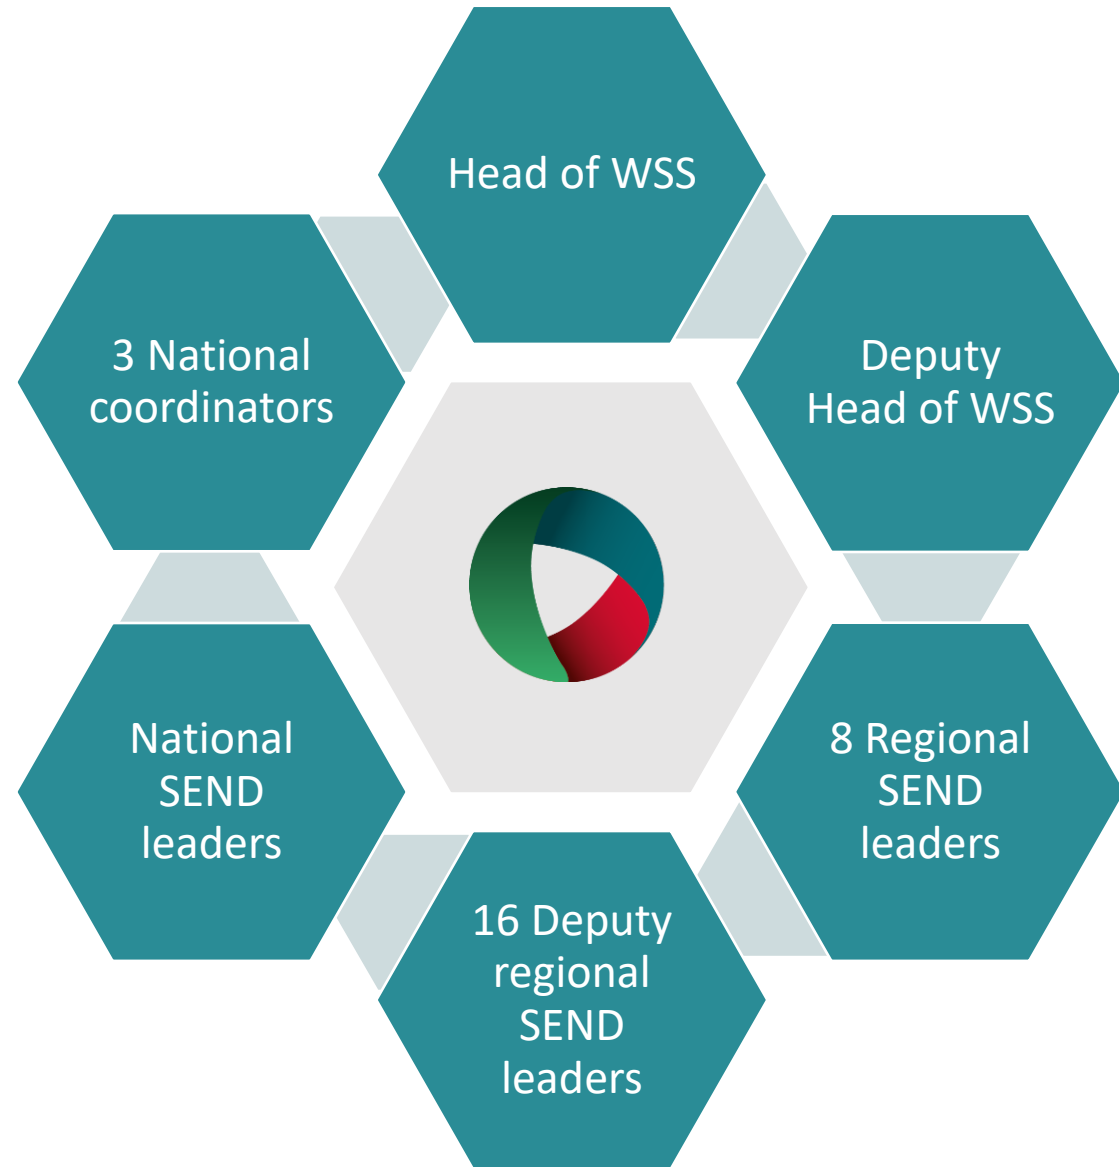 Head of WSS
Deputy
Head of WSS
8 Regional
SEND
leaders
16 Deputy
regional
SEND
leaders
National
SEND
leaders
3 National
coordinators